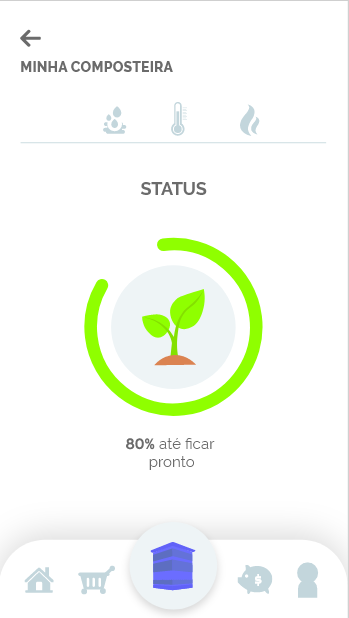 MINHA COMPOSTEIRA
STATUS
80% até ficar
pronto